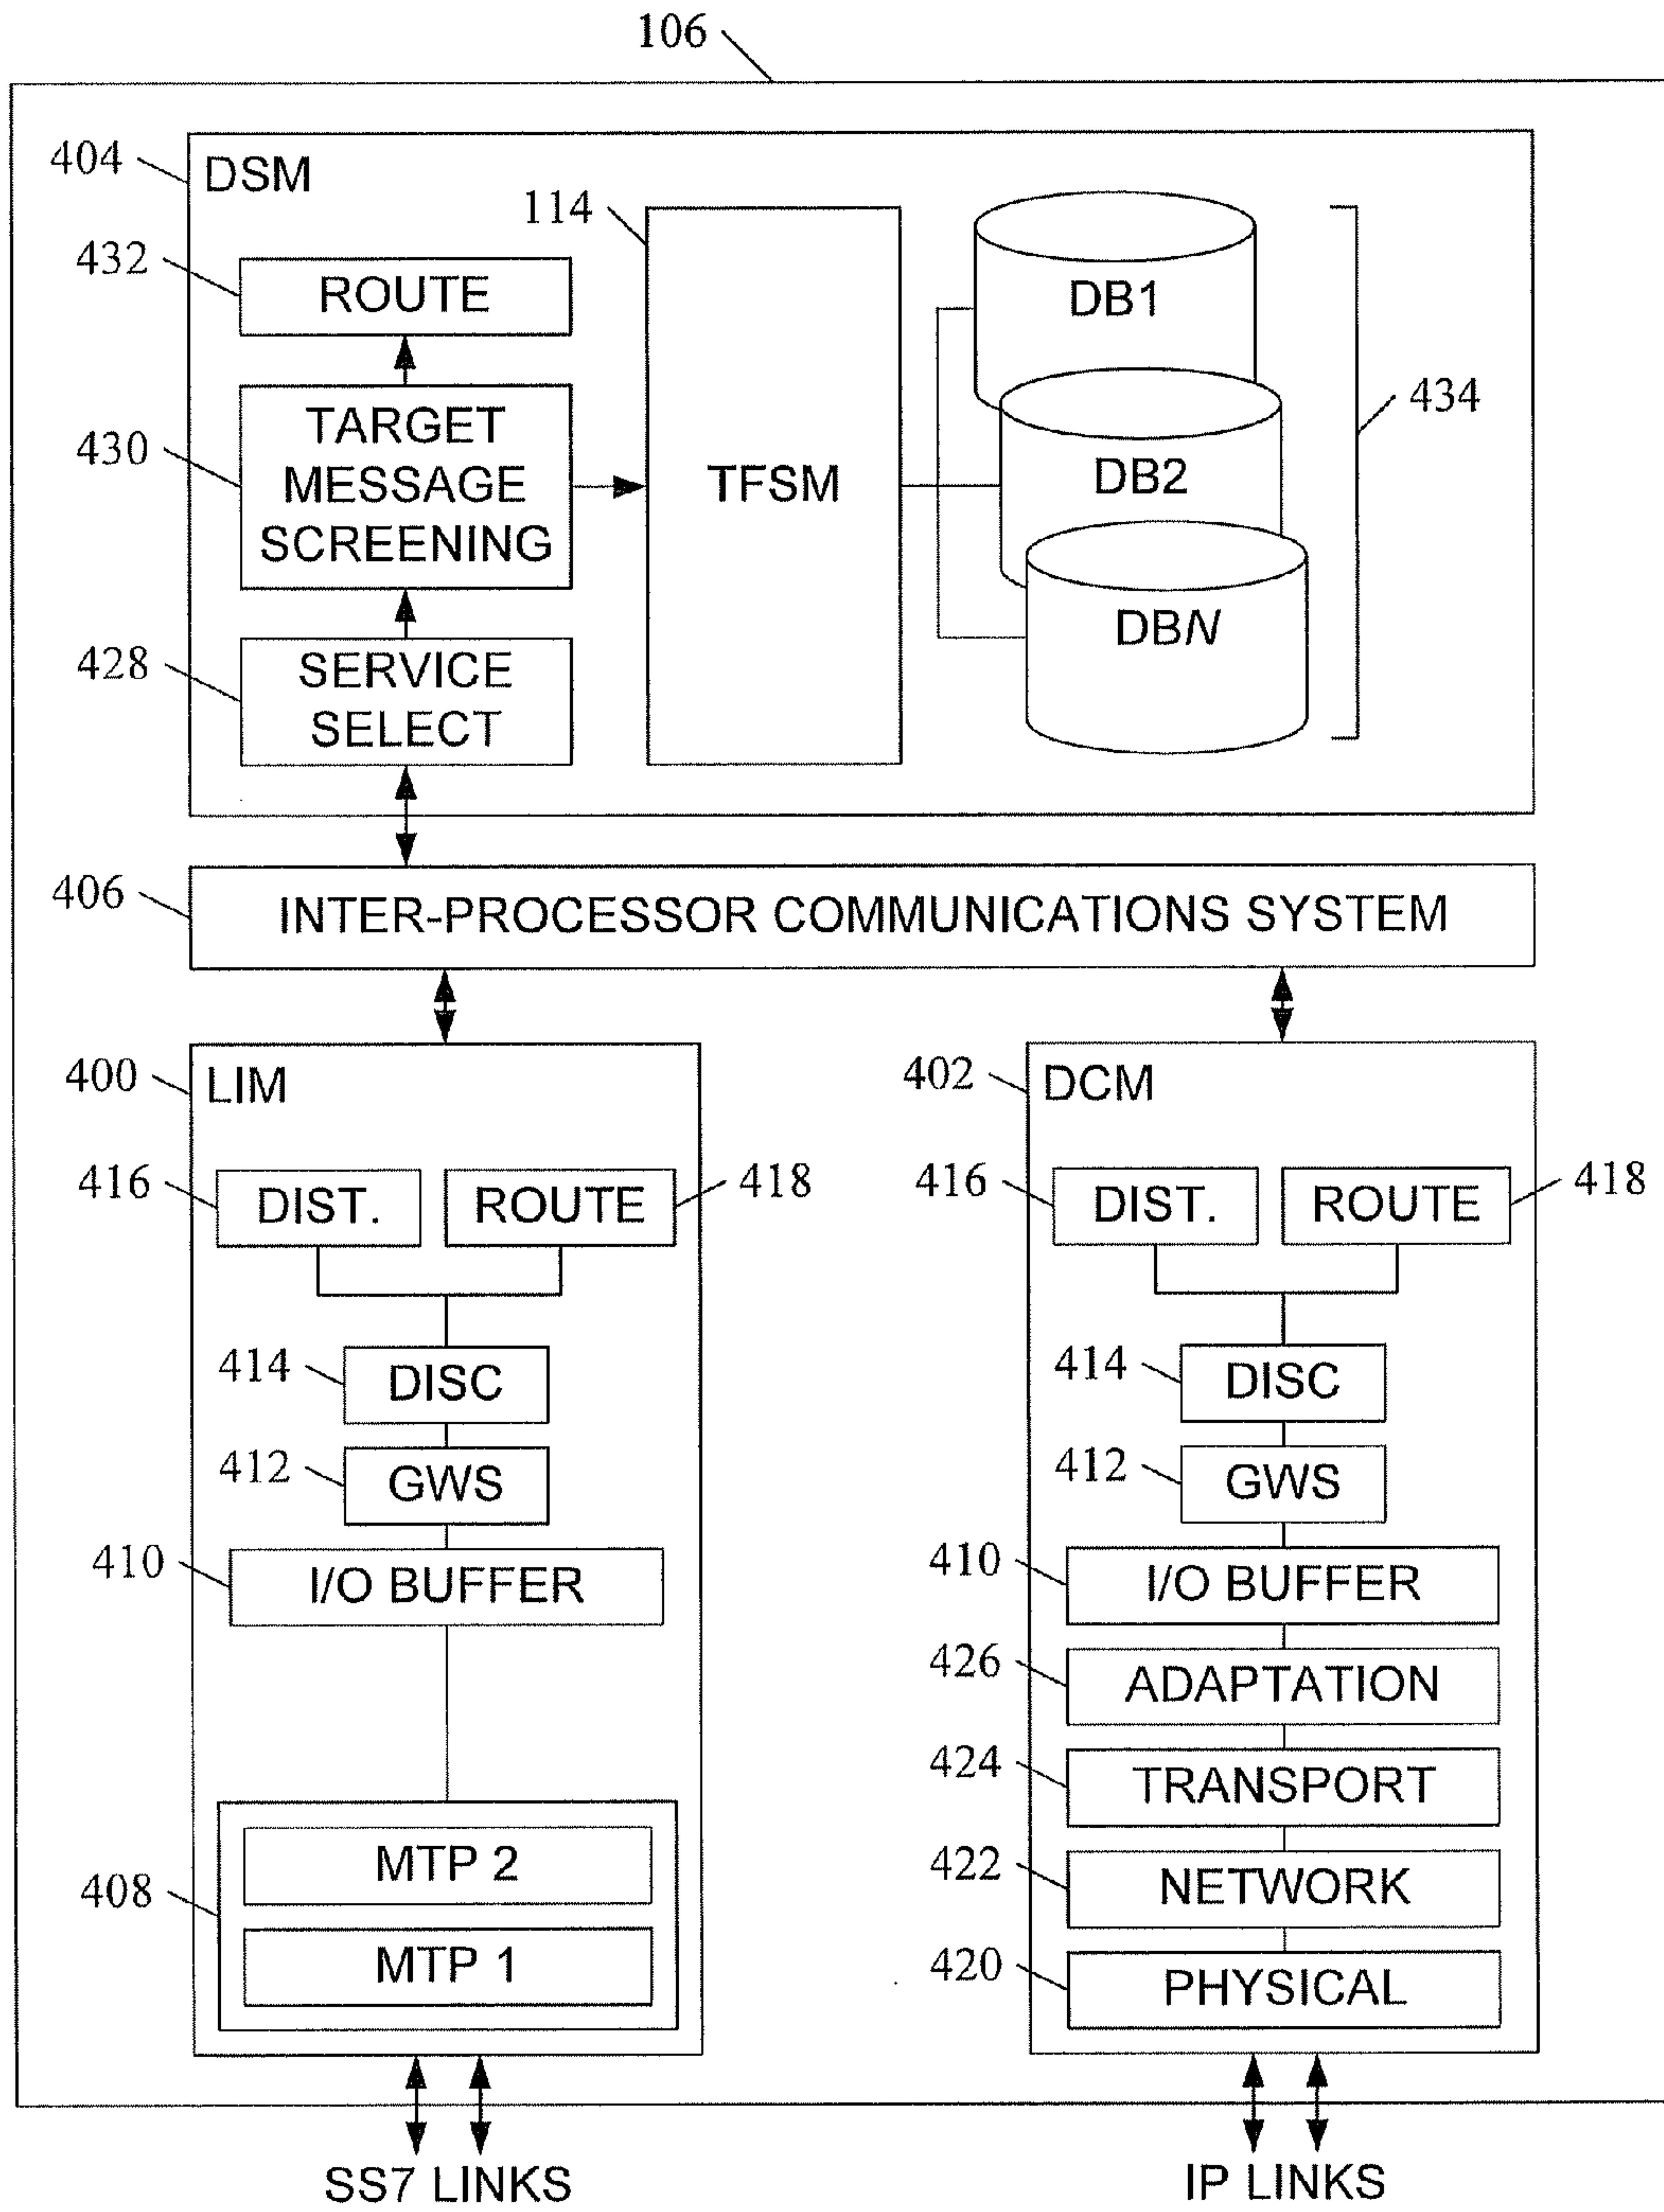 106
404
DSM
114
432
ROUTE
DB1
434
430
TARGET
MESSAGE
SCREENING
TFSM
DB2
428
SERVICE
SELECT
DBN
406
INTER-PROCESSOR COMMUNICATIONS SYSTEM
400
LIM
416
DIST.
ROUTE
418
414
DISC
412
GWS
410
I/O BUFFER
408
MTP 2
MTP 1
SS7 LINKS
402
DCM
416
DIST.
ROUTE
418
414
DISC
412
GWS
410
I/O BUFFER
426
ADAPTATION
424
TRANSPORT
422
NETWORK
420
PHYSICAL
IP LINKS